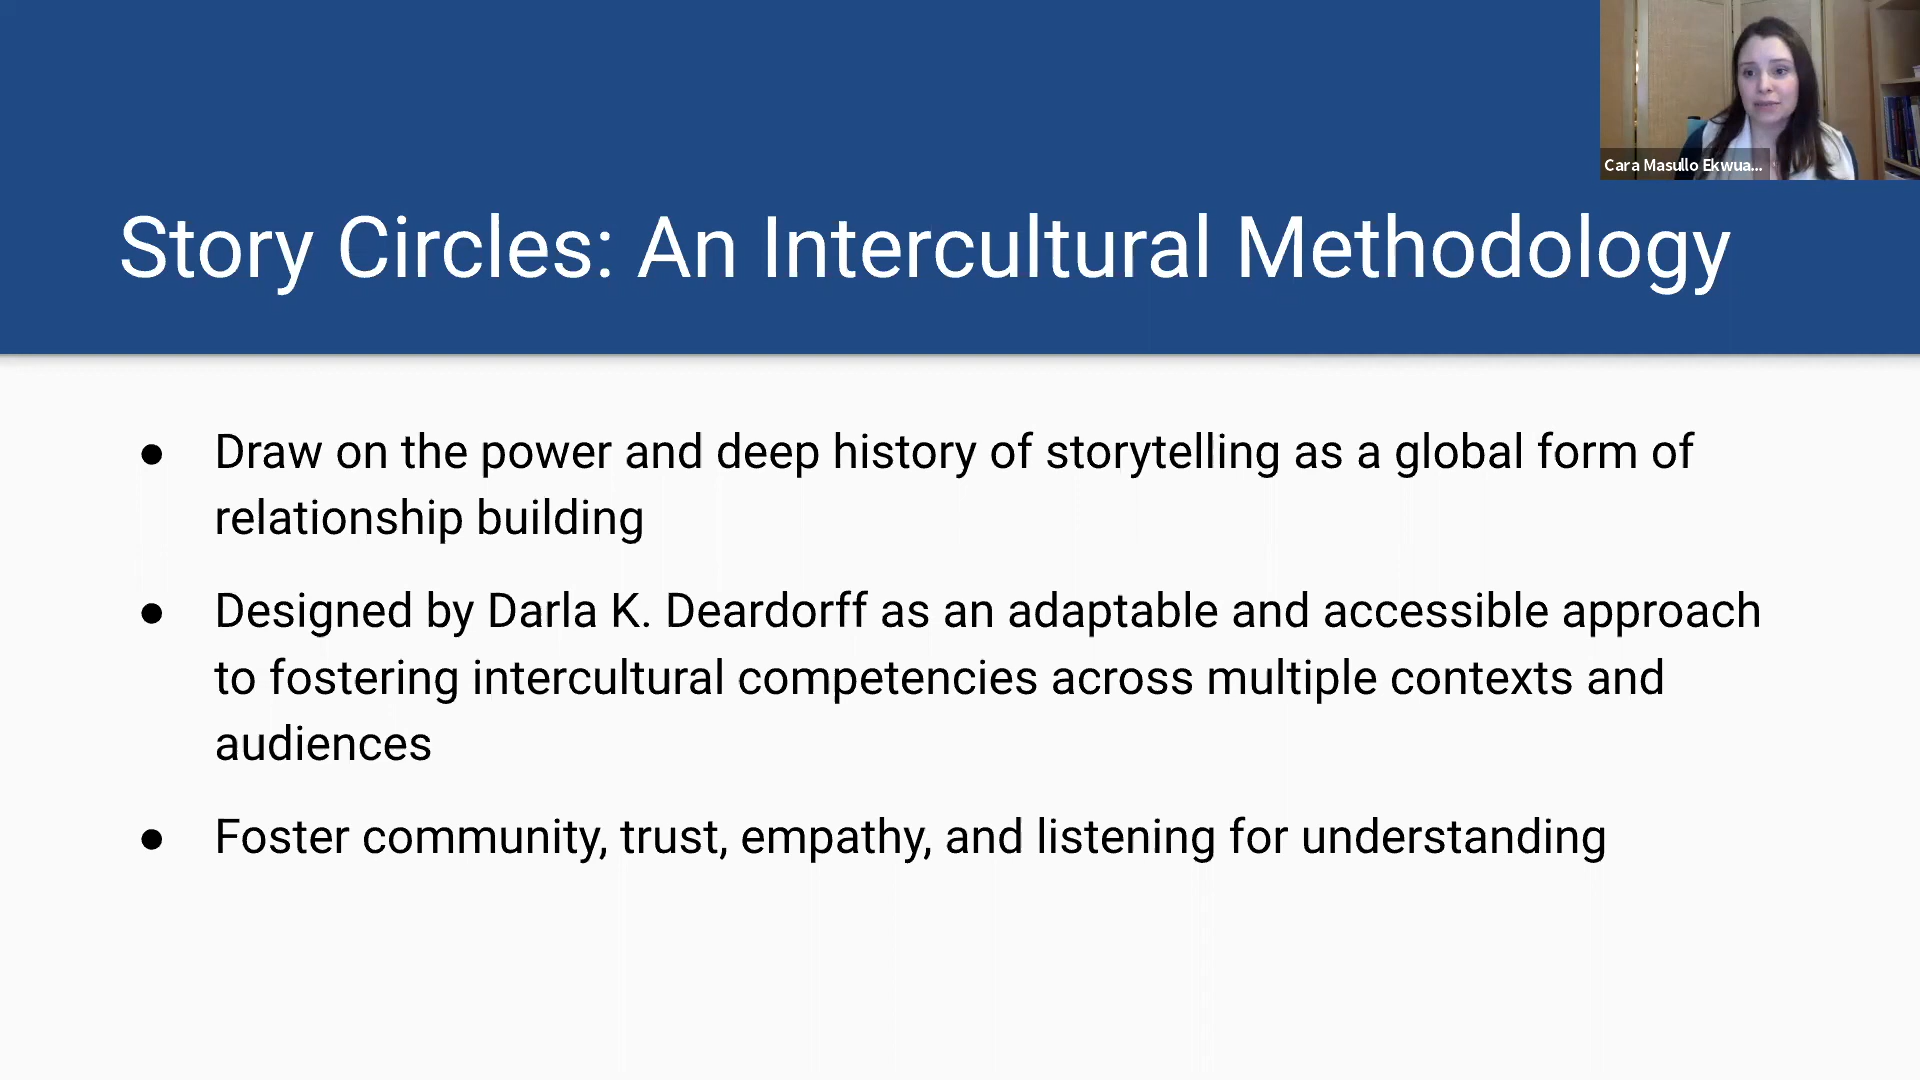 Cara Masullo Ekwua...
Story Circles: An Intercultural Methodology
● Draw on the power and deep history of storytelling as a global form of
relationship building
● Designed by Darla K. Deardorff as an adaptable and accessible approach
to fostering intercultural competencies across multiple contexts and
audiences
● Foster community, trust, empathy, and listening for understanding